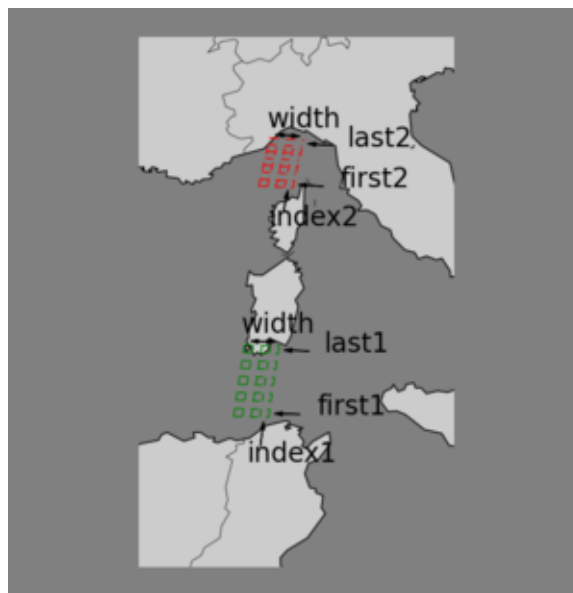 width
last2
first2
index2
width
last1
first1
index1